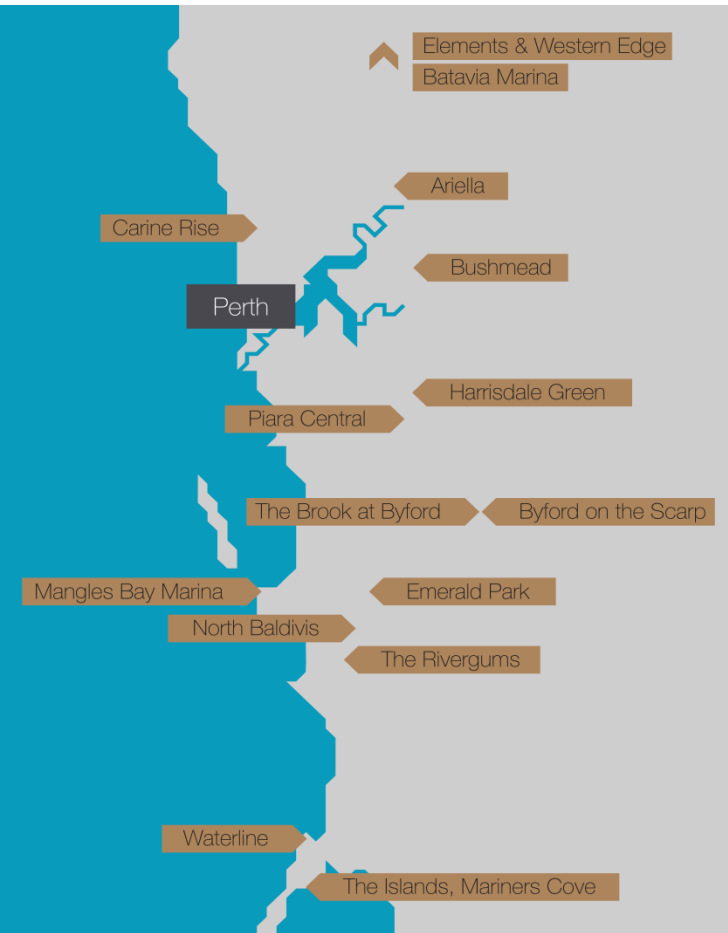 Elements & Western Edge
Batavia Marina
Ariella
Carine Rise
Bushmead
Perth
Harrisdale Green
Piara Central
The Brook at Byford
Byford on the Scarp
Mangles Bay Marina
Emerald Park
North Baldivis
The Rivergums
Waterline
The Islands, Mariners Cove